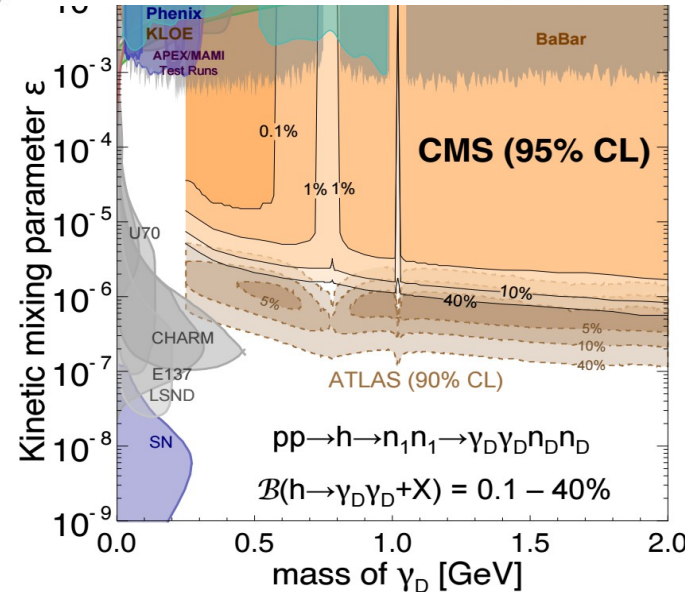 Phenix
KLOE
APEX/MAMI
Test Runs
BaBar
10⁻³
0.1%
CMS (95% CL)
10⁻⁴
1% 1%
10⁻⁵
U70
10%
40%
10⁻⁶
5%
5%
10%
40%
CHARM
10⁻⁷
E137
LSND
ATLAS (90% CL)
SN
pp→h→n₁n₁→γ_Dγ_Dn_Dn_D
10⁻⁸
ℬ(h→γ_Dγ_D+X) = 0.1 – 40%
10⁻⁹
0.0 0.5 1.0 1.5 2.0
mass of γ_D [GeV]
Kinetic mixing parameter ε